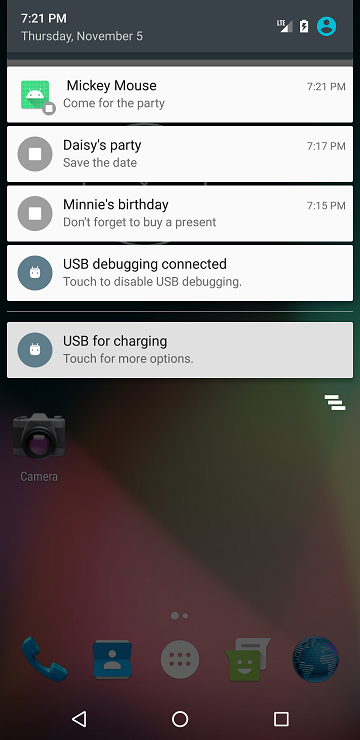 7:21 PM
Thursday, November 5
LTE
Mickey Mouse
7:21 PM
Come for the party
Daisy's party
7:17 PM
Save the date
Minnie's birthday
7:15 PM
Don't forget to buy a present
USB debugging connected
Touch to disable USB debugging.
USB for charging
Touch for more options.
Camera